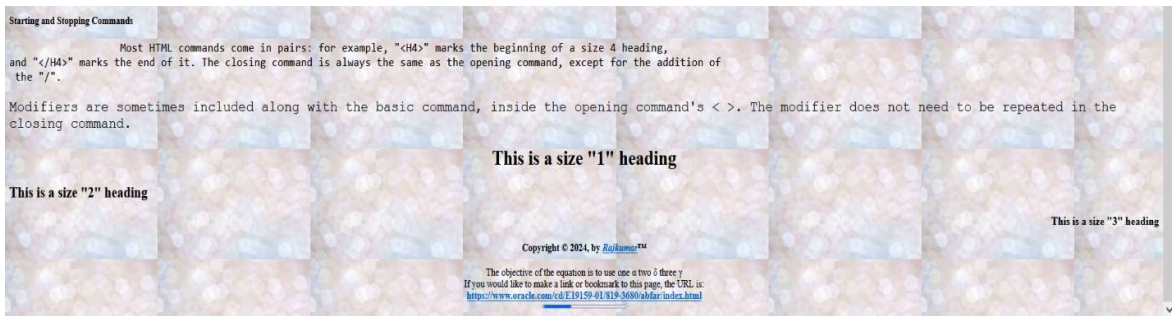 Starting and Stopping Commands
Most HTML commands come in pairs: for example, "<H4>" marks the beginning of a size 4 heading,
and "</H4>" marks the end of it. The closing command is always the same as the opening command, except for the addition of
the "/".
Modifiers are sometimes included along with the basic command, inside the opening command's < >. The modifier does not need to be repeated in the
closing command.
This is a size "1" heading
This is a size "2" heading
This is a size "3" heading
Copyright © 2024, by Rajkumar™
The objective of the equation is to use one α two δ three γ
If you would like to make a link or bookmark to this page, the URL is:
https://www.oracle.com/cd/E19159-01/819-3680/abfar/index.html